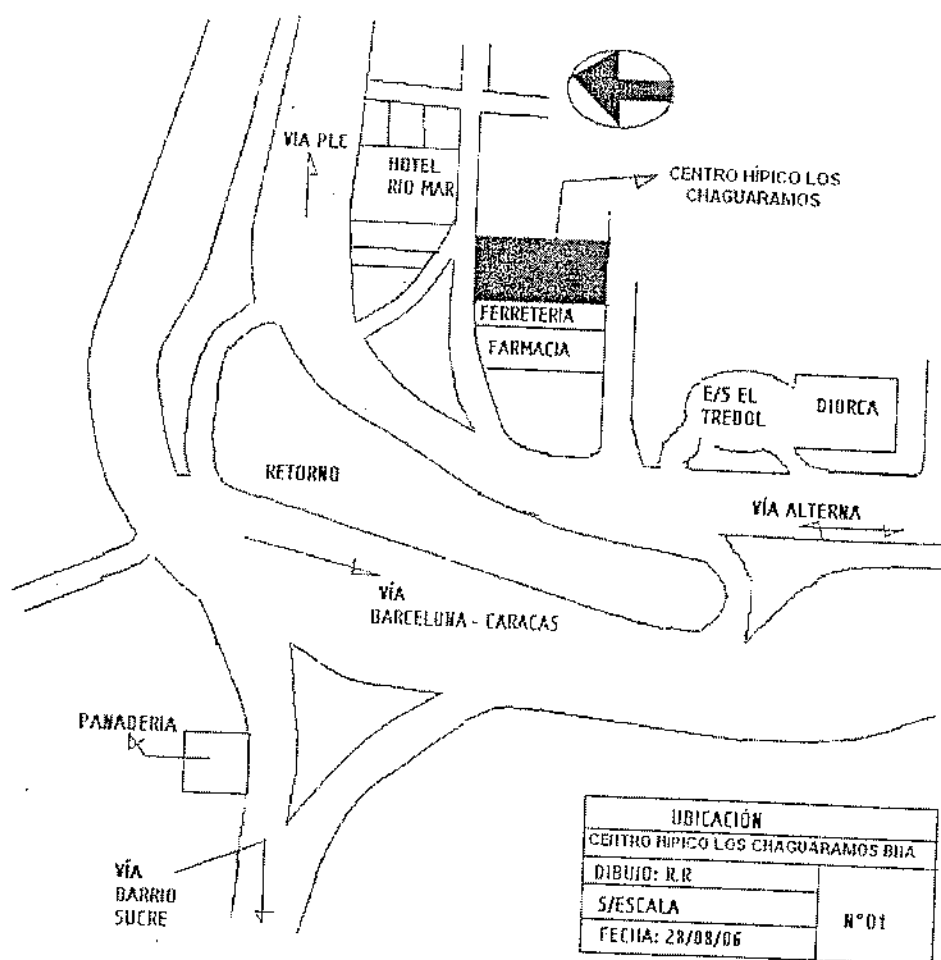 VÍA PLC
HOTEL
RIO MAR
CENTRO HÍPICO LOS
CHAGUARAMOS
FERRETERIA
FARMACIA
E/S EL
TREBOL
DIORCA
RETORNO
VÍA ALTERNA
VÍA
BARCELONA - CARACAS
PANADERIA
VÍA
BARRIO
SUCRE
UBICACIÓN
CENTRO HIPICO LOS CHAGUARAMOS BNA
DIBUJO: R.R
S/ESCALA
FECHA: 28/08/06
N°01